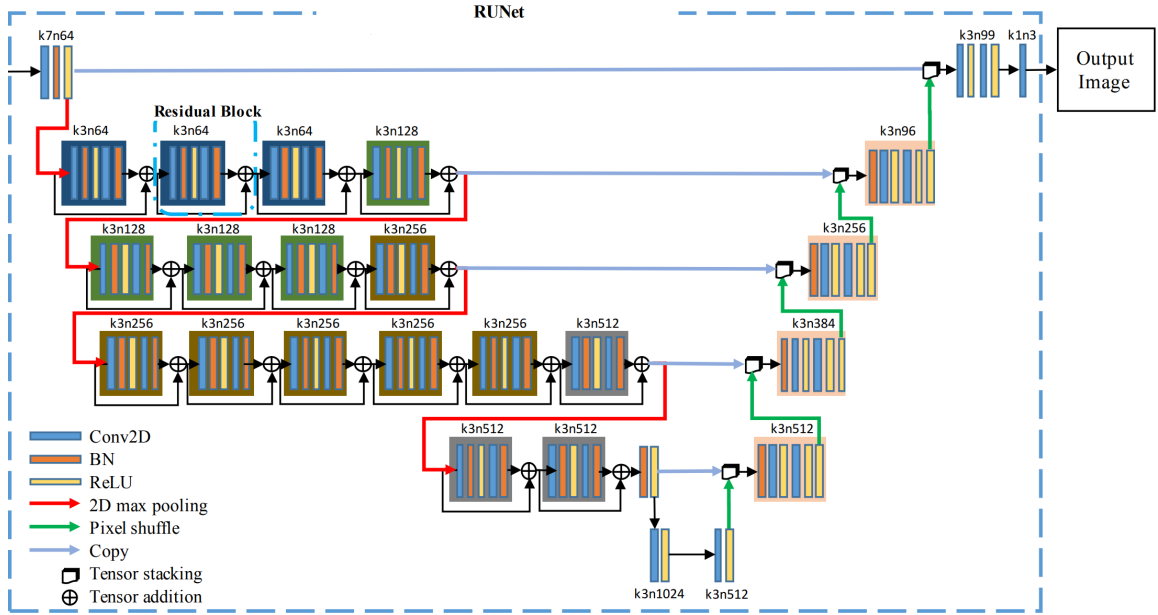 RUNet
k7n64
k3n99 k1n3
Output
Image
Residual Block
k3n64 k3n64 k3n64 k3n128
k3n96
k3n128 k3n128 k3n128 k3n256
k3n256
k3n256 k3n256 k3n256 k3n256 k3n256 k3n512
k3n384
k3n512 k3n512
k3n512
Conv2D
BN
ReLU
2D max pooling
Pixel shuffle
Copy
Tensor stacking
Tensor addition
k3n1024 k3n512